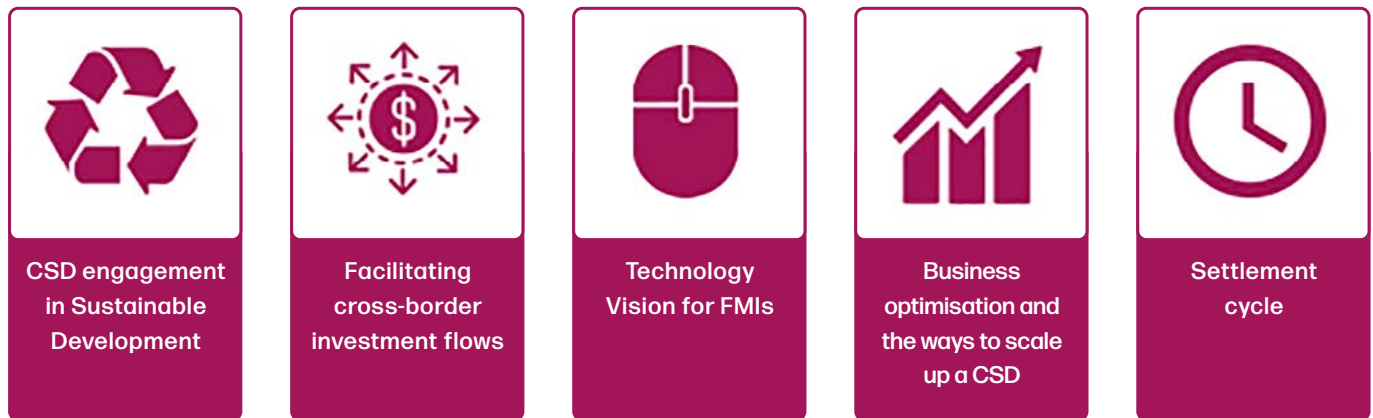 $
CSD engagement
in Sustainable
Development
Facilitating
cross-border
investment flows
Technology
Vision for FMIs
Business
optimisation and
the ways to scale
up a CSD
Settlement
cycle